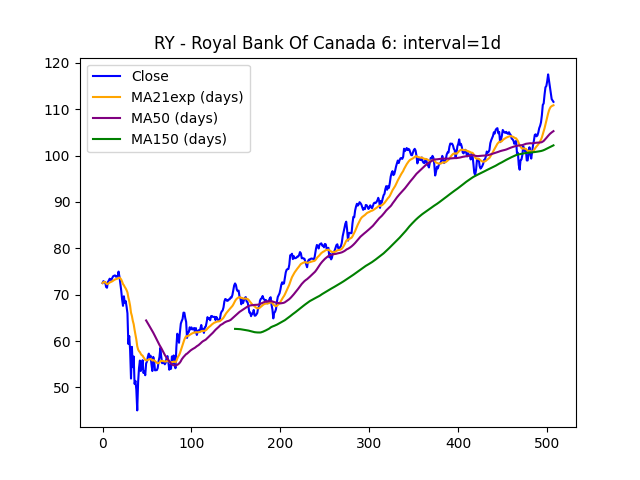 RY - Royal Bank Of Canada 6: interval=1d
Close
MA21exp (days)
MA50 (days)
MA150 (days)
120
110
100
90
80
70
60
50
0 100 200 300 400 500